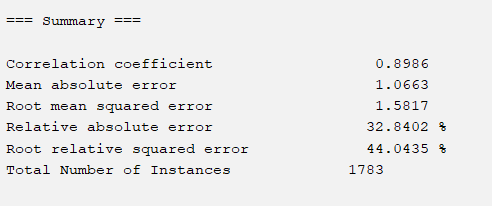 === Summary ===
Correlation coefficient 0.8986
Mean absolute error 1.0663
Root mean squared error 1.5817
Relative absolute error 32.8402 %
Root relative squared error 44.0435 %
Total Number of Instances 1783